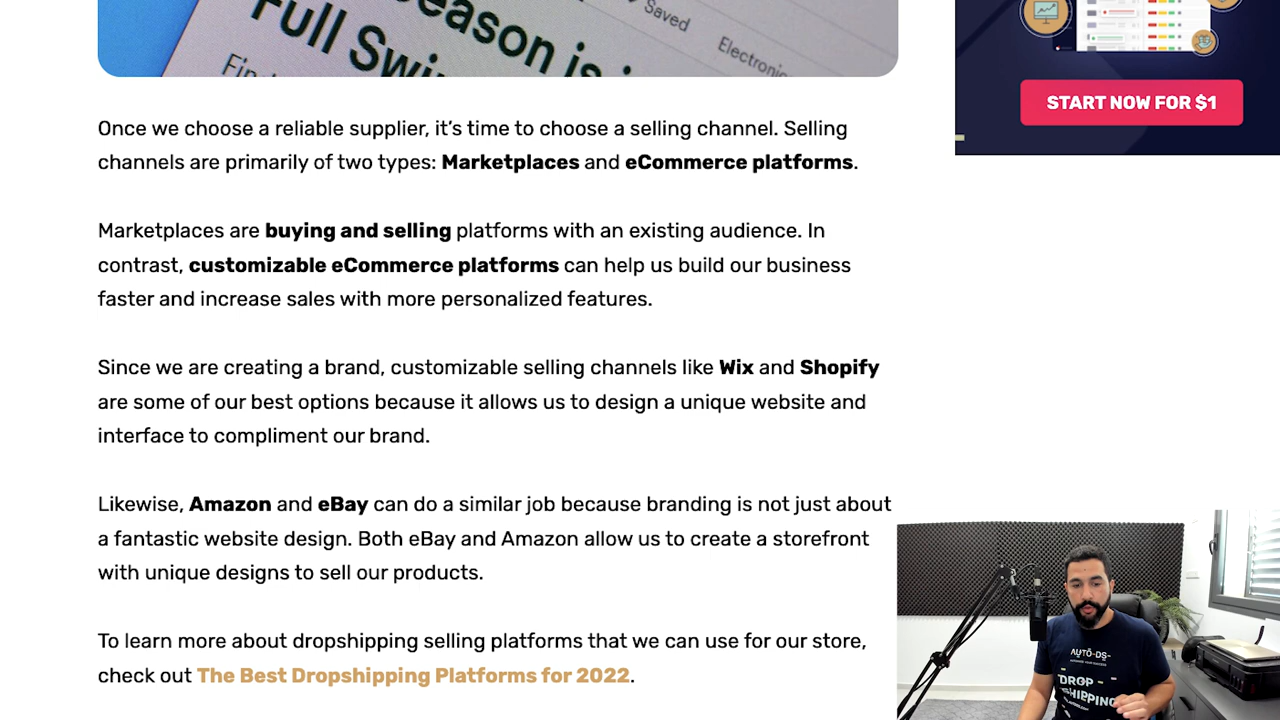 Saved
Season is
Full Swi
Electronic
Once we choose a reliable supplier, it’s time to choose a selling channel. Selling
channels are primarily of two types: Marketplaces and eCommerce platforms.
Marketplaces are buying and selling platforms with an existing audience. In
contrast, customizable eCommerce platforms can help us build our business
faster and increase sales with more personalized features.
Since we are creating a brand, customizable selling channels like Wix and Shopify
are some of our best options because it allows us to design a unique website and
interface to compliment our brand.
Likewise, Amazon and eBay can do a similar job because branding is not just about
a fantastic website design. Both eBay and Amazon allow us to create a storefront
with unique designs to sell our products.
To learn more about dropshipping selling platforms that we can use for our store,
check out The Best Dropshipping Platforms for 2022.
START NOW FOR $1
AUTO-DS
AUTOMATE YOUR SUCCESS
DROP
SHIPPING